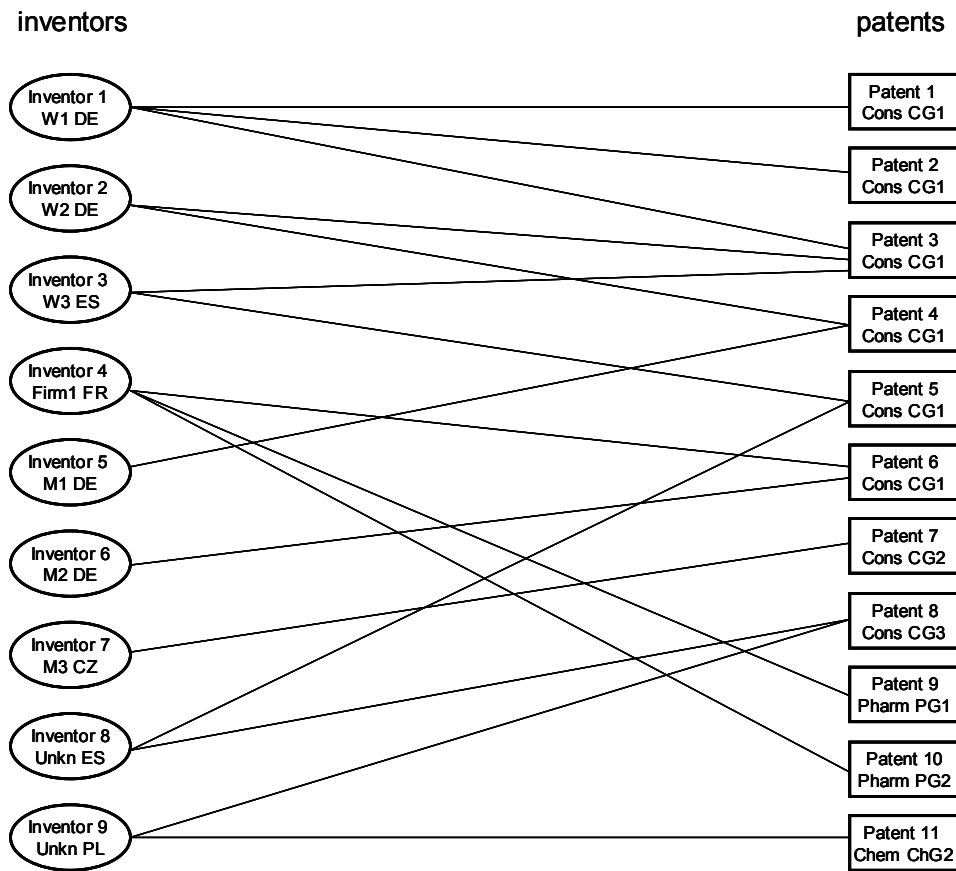 inventors
patents
Inventor 1
W1 DE
Inventor 2
W2 DE
Inventor 3
W3 ES
Inventor 4
Firm1 FR
Inventor 5
M1 DE
Inventor 6
M2 DE
Inventor 7
M3 CZ
Inventor 8
Unkn ES
Inventor 9
Unkn PL
Patent 1
Cons CG1
Patent 2
Cons CG1
Patent 3
Cons CG1
Patent 4
Cons CG1
Patent 5
Cons CG1
Patent 6
Cons CG1
Patent 7
Cons CG2
Patent 8
Cons CG3
Patent 9
Pharm PG1
Patent 10
Pharm PG2
Patent 11
Chem ChG2